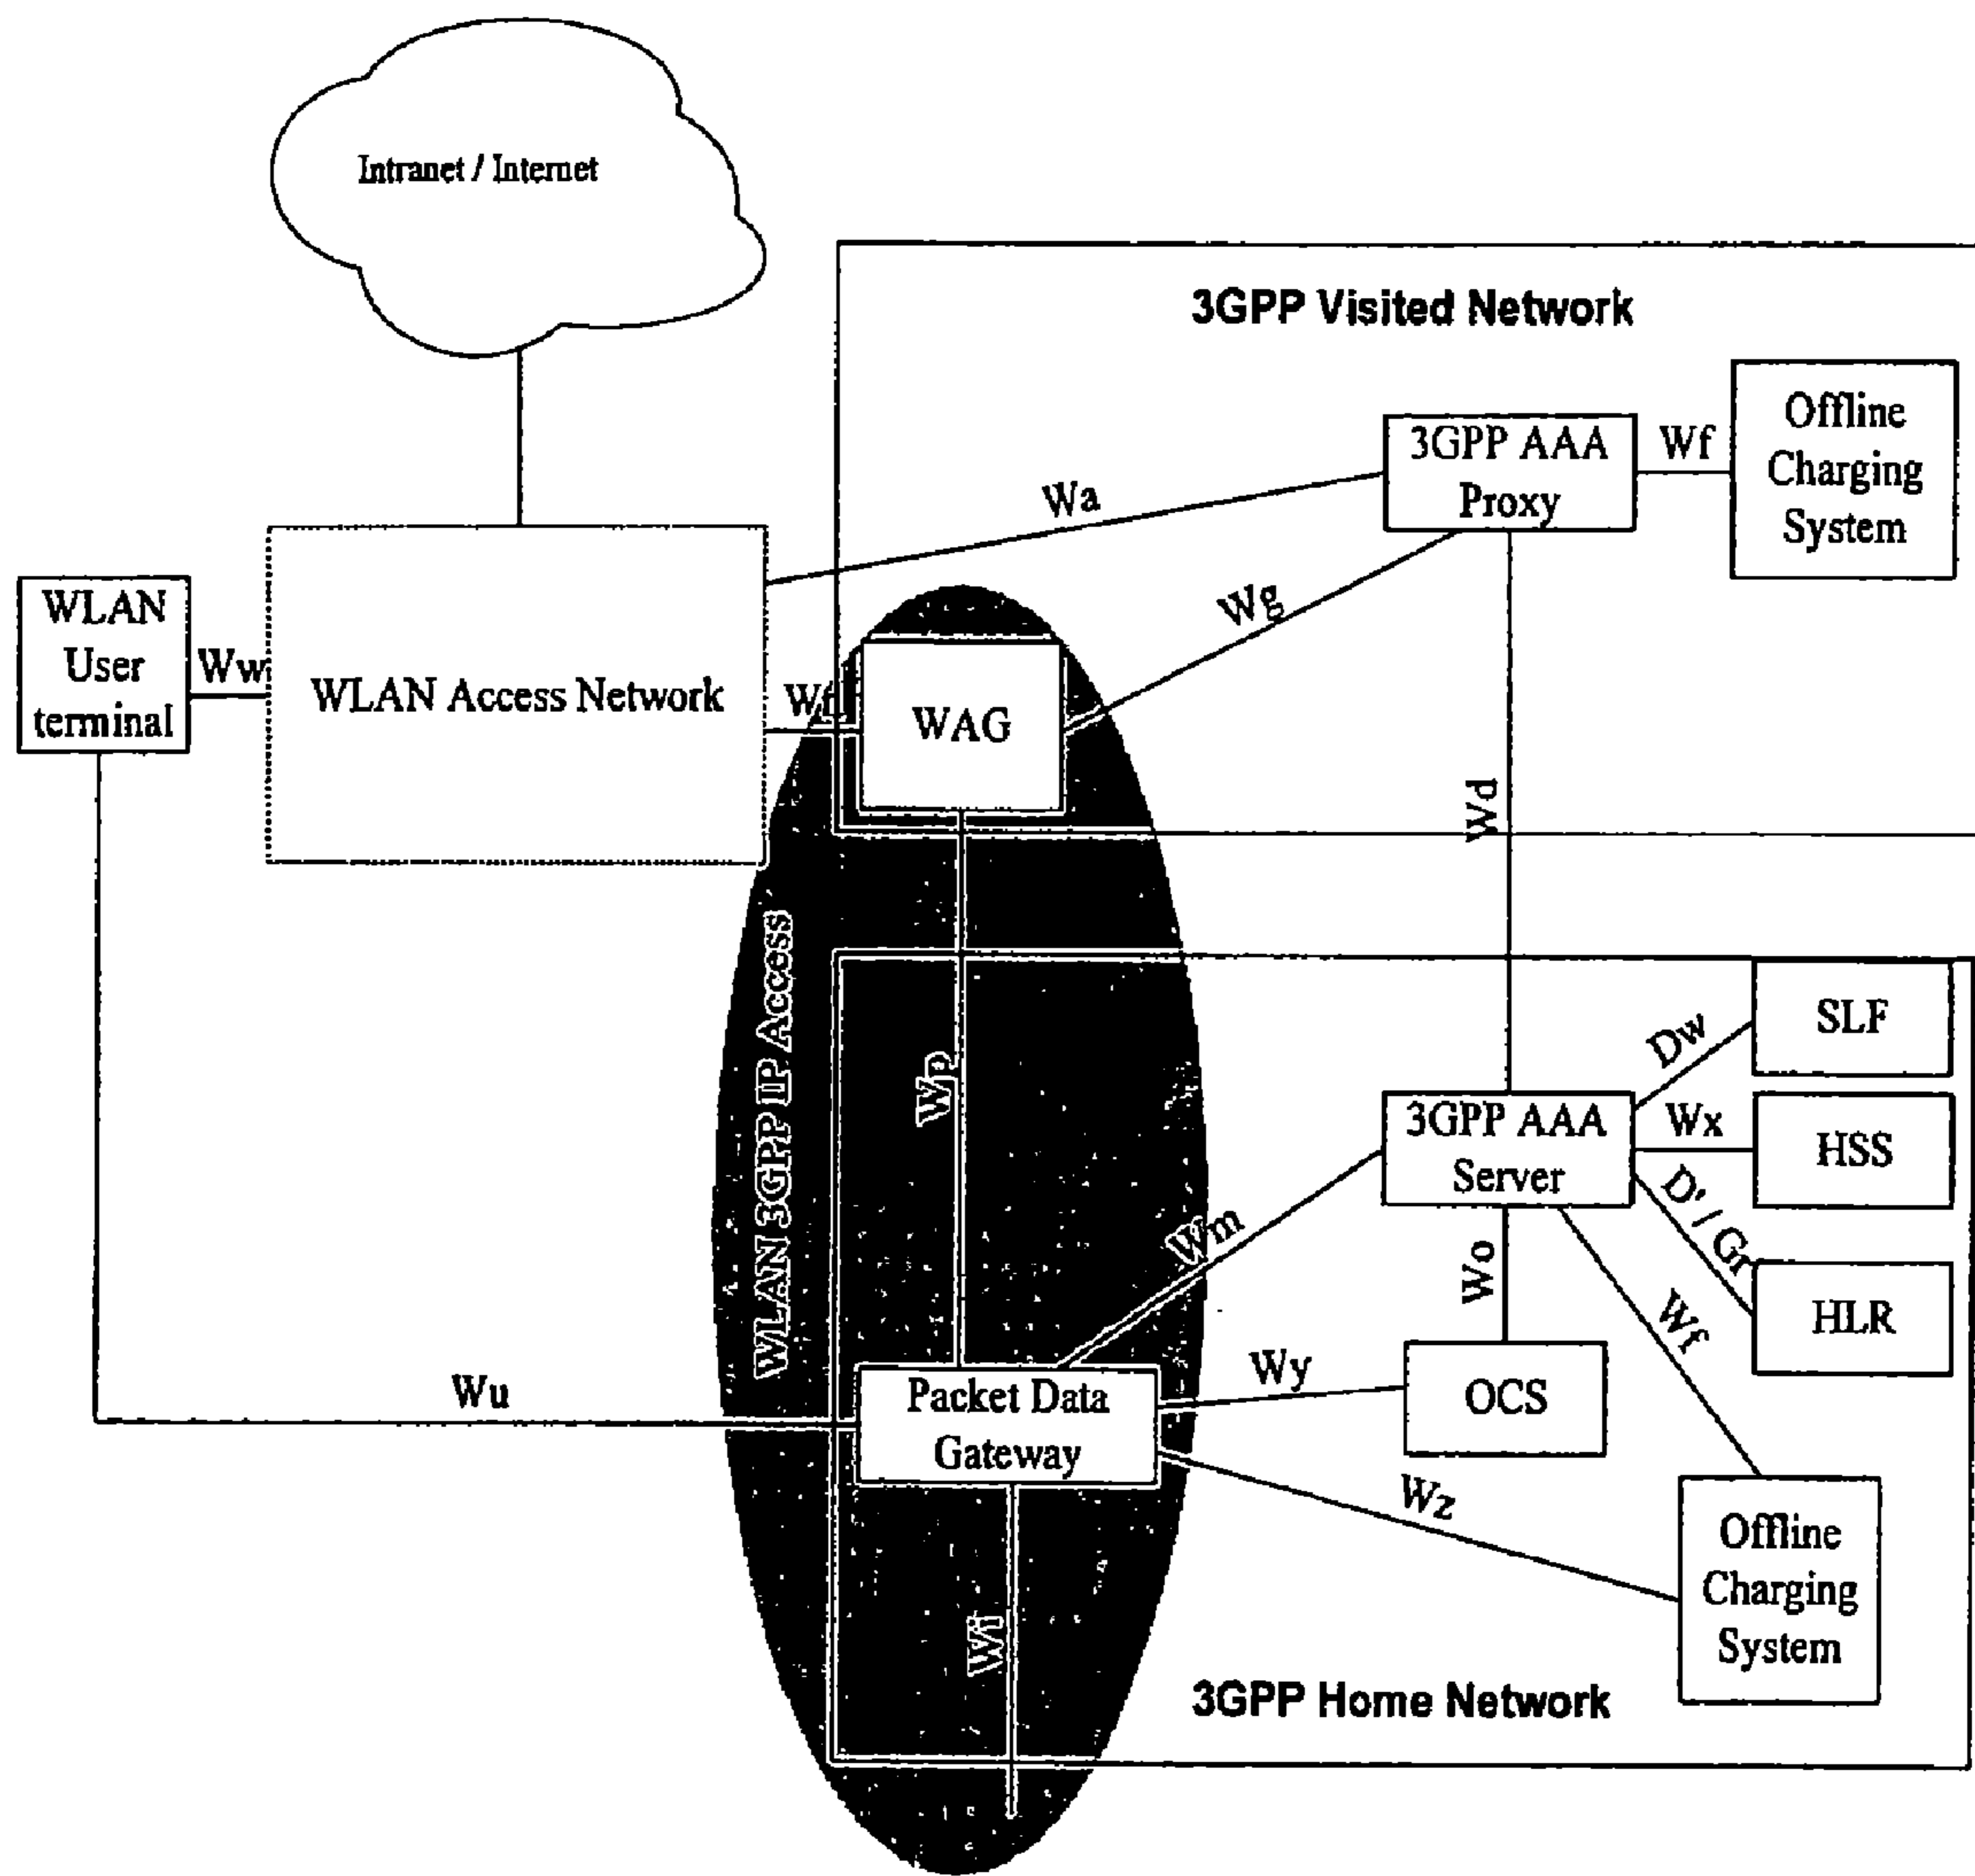 Intranet / Internet
3GPP Visited Network
Offline
Charging
System
3GPP AAA
Proxy
Wf
Wa
Wg
WLAN
User
terminal
Ww
WLAN Access Network
WAG
Wd
WLAN 3GPP IP Access
Wp
SLF
Dw
3GPP AAA
Server
Wx
HSS
D' / Gr
HLR
Wm
Wo
Wf
Wu
Packet Data
Gateway
Wy
OCS
Wz
Offline
Charging
System
Wi
3GPP Home Network